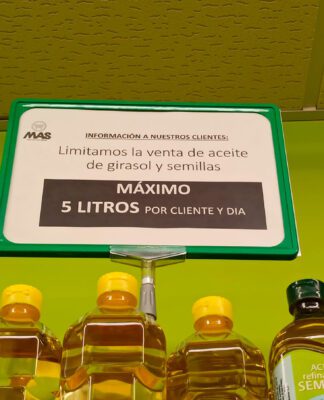 MAS
INFORMACIÓN A NUESTROS CLIENTES:
Limitamos la venta de aceite
de girasol y semillas
MÁXIMO
5 LITROS POR CLIENTE Y DIA